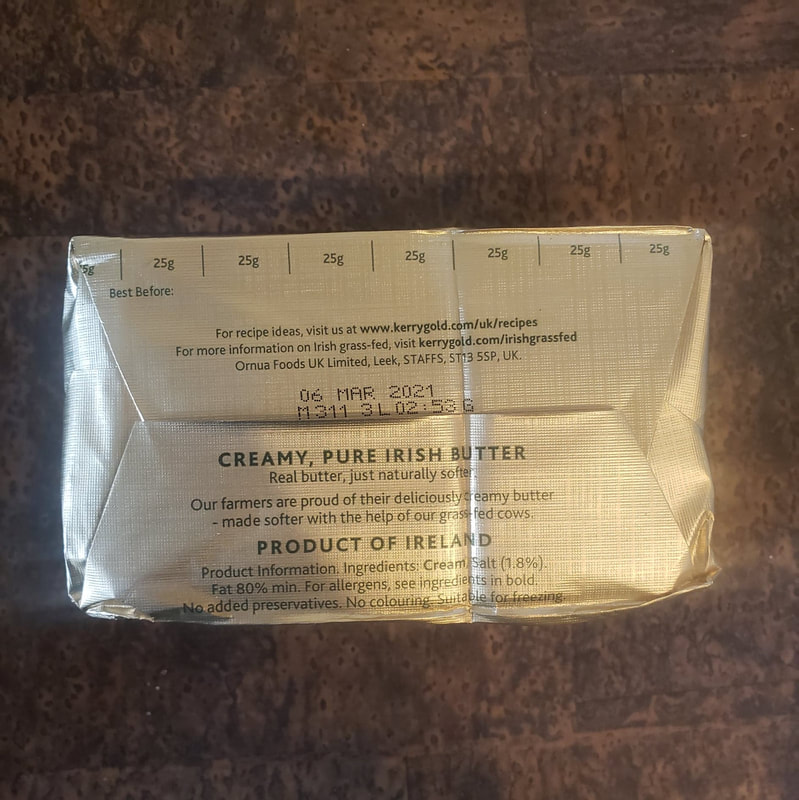 5g 25g 25g 25g 25g 25g 25g 25g
Best Before:
For recipe ideas, visit us at www.kerrygold.com/uk/recipes
For more information on Irish grass-fed, visit kerrygold.com/irishgrassfed
Ornua Foods UK Limited, Leek, STAFFS, ST13 5SP, UK.
06 MAR 2021
M311 3L 02:53 G
CREAMY, PURE IRISH BUTTER
Real butter, just naturally softer.
Our farmers are proud of their deliciously creamy butter
- made softer with the help of our grass-fed cows.
PRODUCT OF IRELAND
Product Information. Ingredients: Cream, Salt (1.8%).
Fat 80% min. For allergens, see ingredients in bold.
No added preservatives. No colouring. Suitable for freezing.